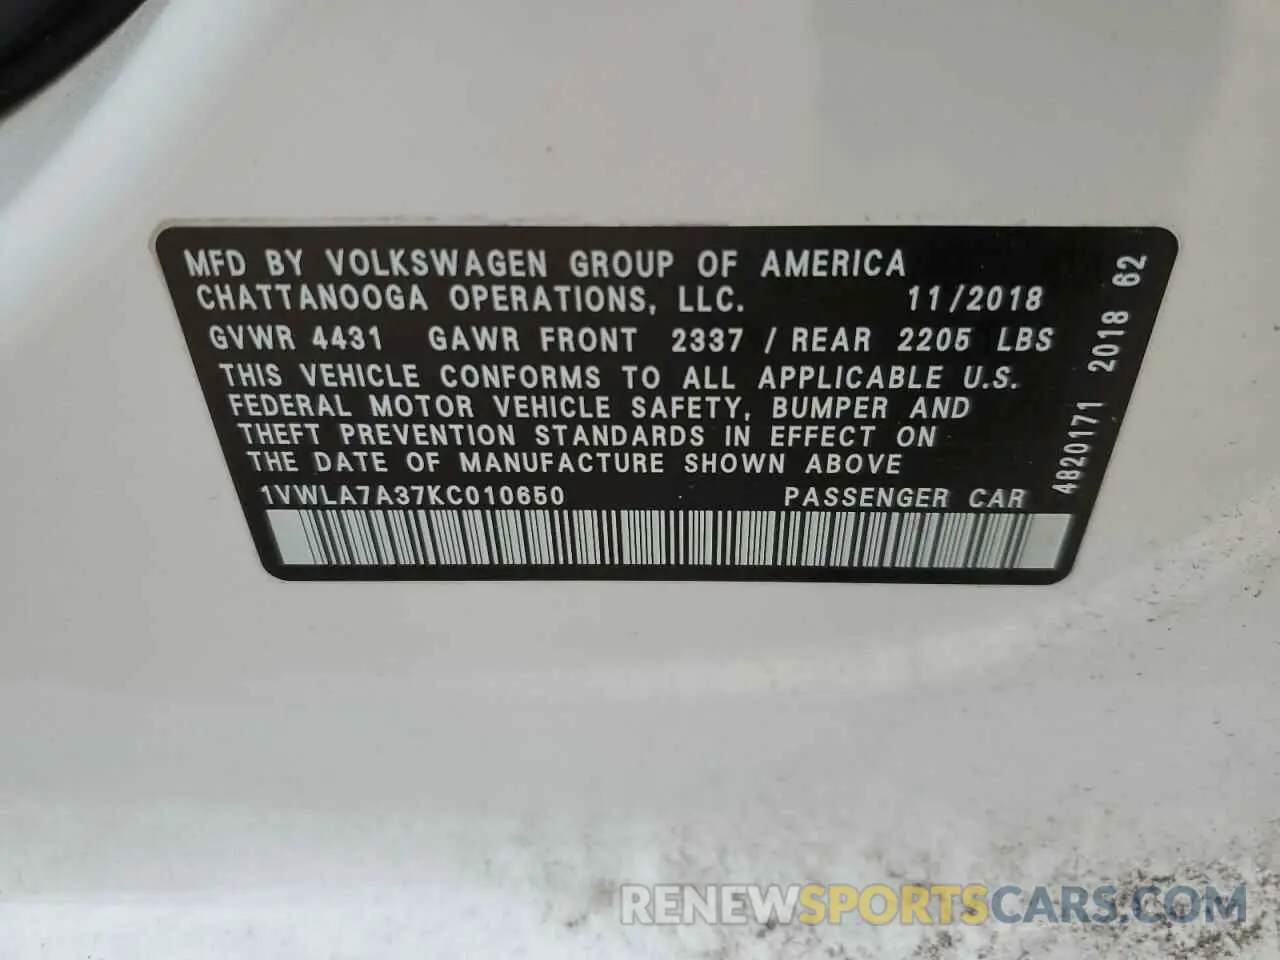 MFD BY VOLKSWAGEN GROUP OF AMERICA
CHATTANOOGA OPERATIONS, LLC. 11/2018
GVWR 4431 GAWR FRONT 2337 / REAR 2205 LBS
THIS VEHICLE CONFORMS TO ALL APPLICABLE U.S.
FEDERAL MOTOR VEHICLE SAFETY, BUMPER AND
THEFT PREVENTION STANDARDS IN EFFECT ON
THE DATE OF MANUFACTURE SHOWN ABOVE
1VWLA7A37KC010650 PASSENGER CAR
4820171 2018 62
RENEWSPORTSCARS.COM